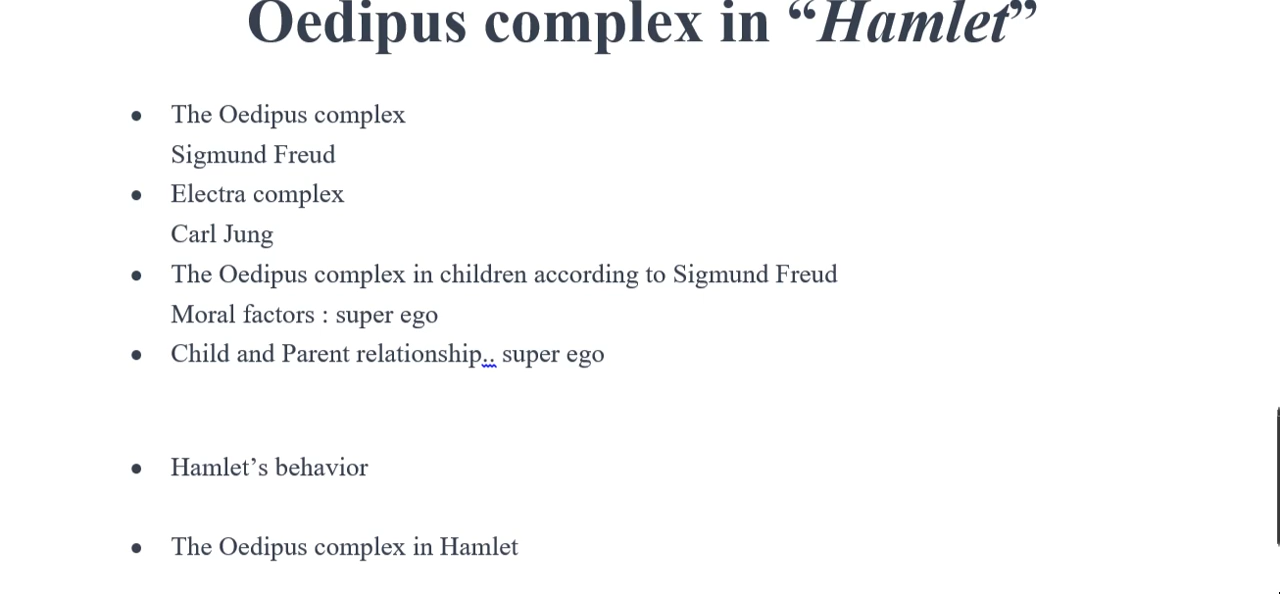 Oedipus complex in “Hamlet”
The Oedipus complex
Sigmund Freud
Electra complex
Carl Jung
The Oedipus complex in children according to Sigmund Freud
Moral factors : super ego
Child and Parent relationship.. super ego
Hamlet’s behavior
The Oedipus complex in Hamlet